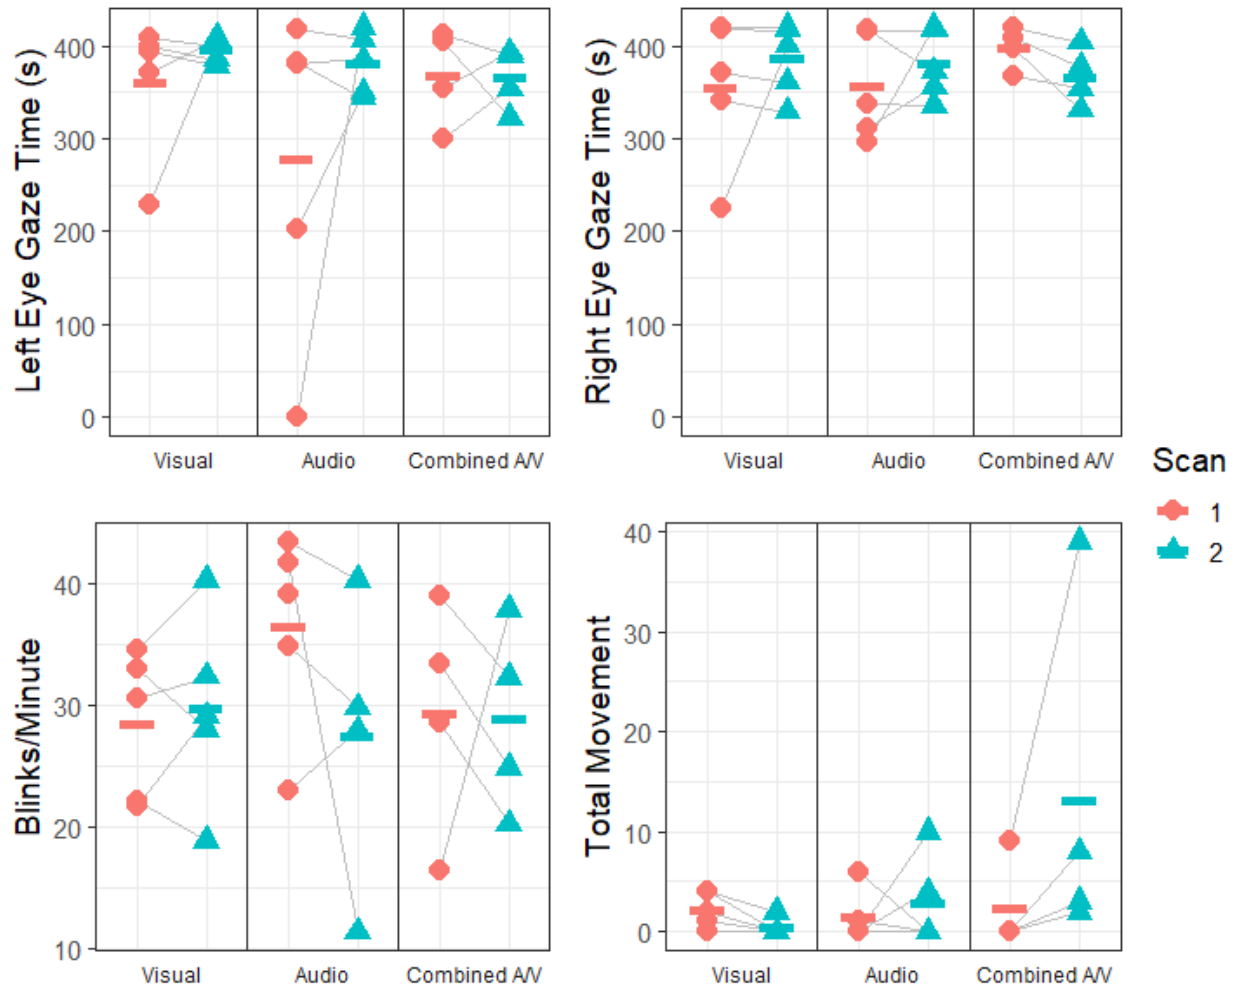 Left Eye Gaze Time (s)
400
300
200
100
0
Visual
Audio
Combined A/V
Right Eye Gaze Time (s)
400
300
200
100
0
Visual
Audio
Combined A/V
Scan
1
2
Blinks/Minute
40
30
20
10
Visual
Audio
Combined A/V
Total Movement
40
30
20
10
0
Visual
Audio
Combined A/V